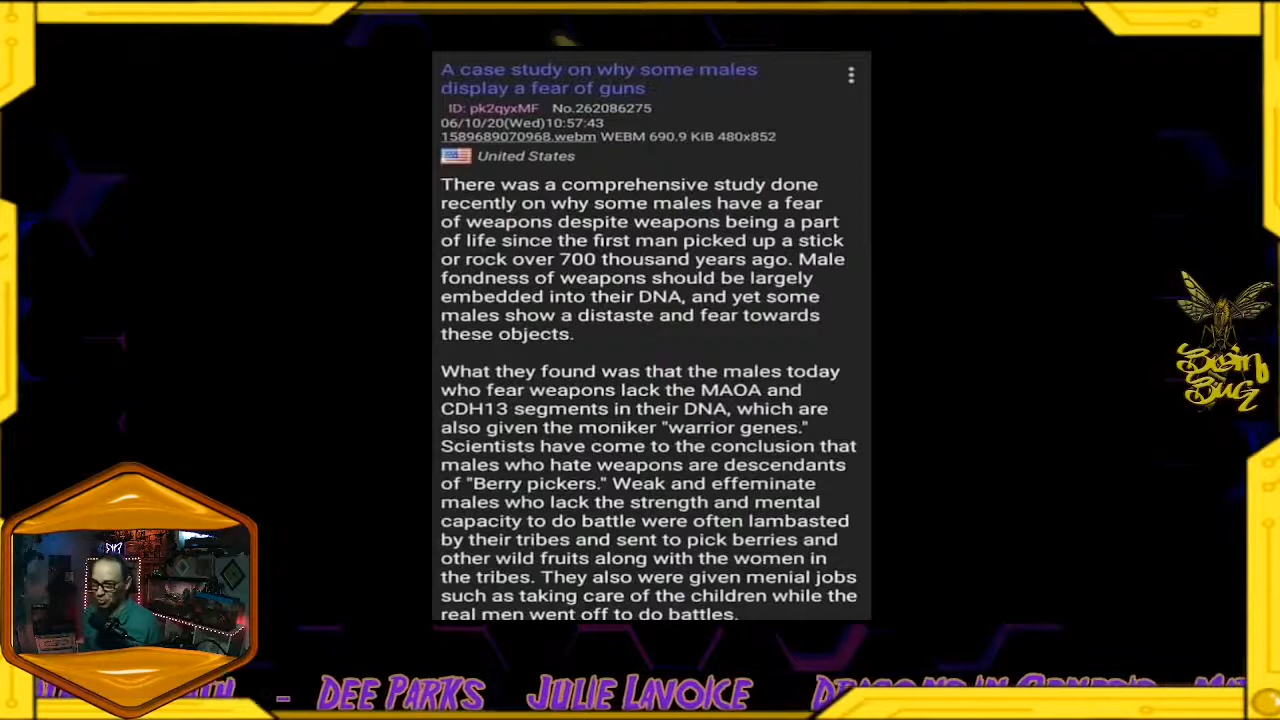 A case study on why some males
display a fear of guns
ID: pk2qyxMF No.262086275
06/10/20(Wed)10:57:43
1589689070968.webm WEBM 690.9 KiB 480x852
United States
There was a comprehensive study done
recently on why some males have a fear
of weapons despite weapons being a part
of life since the first man picked up a stick
or rock over 700 thousand years ago. Male
fondness of weapons should be largely
embedded into their DNA, and yet some
males show a distaste and fear towards
these objects.
What they found was that the males today
who fear weapons lack the MAOA and
CDH13 segments in their DNA, which are
also given the moniker "warrior genes."
Scientists have come to the conclusion that
males who hate weapons are descendants
of "Berry pickers." Weak and effeminate
males who lack the strength and mental
capacity to do battle were often lambasted
by their tribes and sent to pick berries and
other wild fruits along with the women in
the tribes. They also were given menial jobs
such as taking care of the children while the
real men went off to do battles.
Bug
- DEE PARKS JULIE LAVOICE